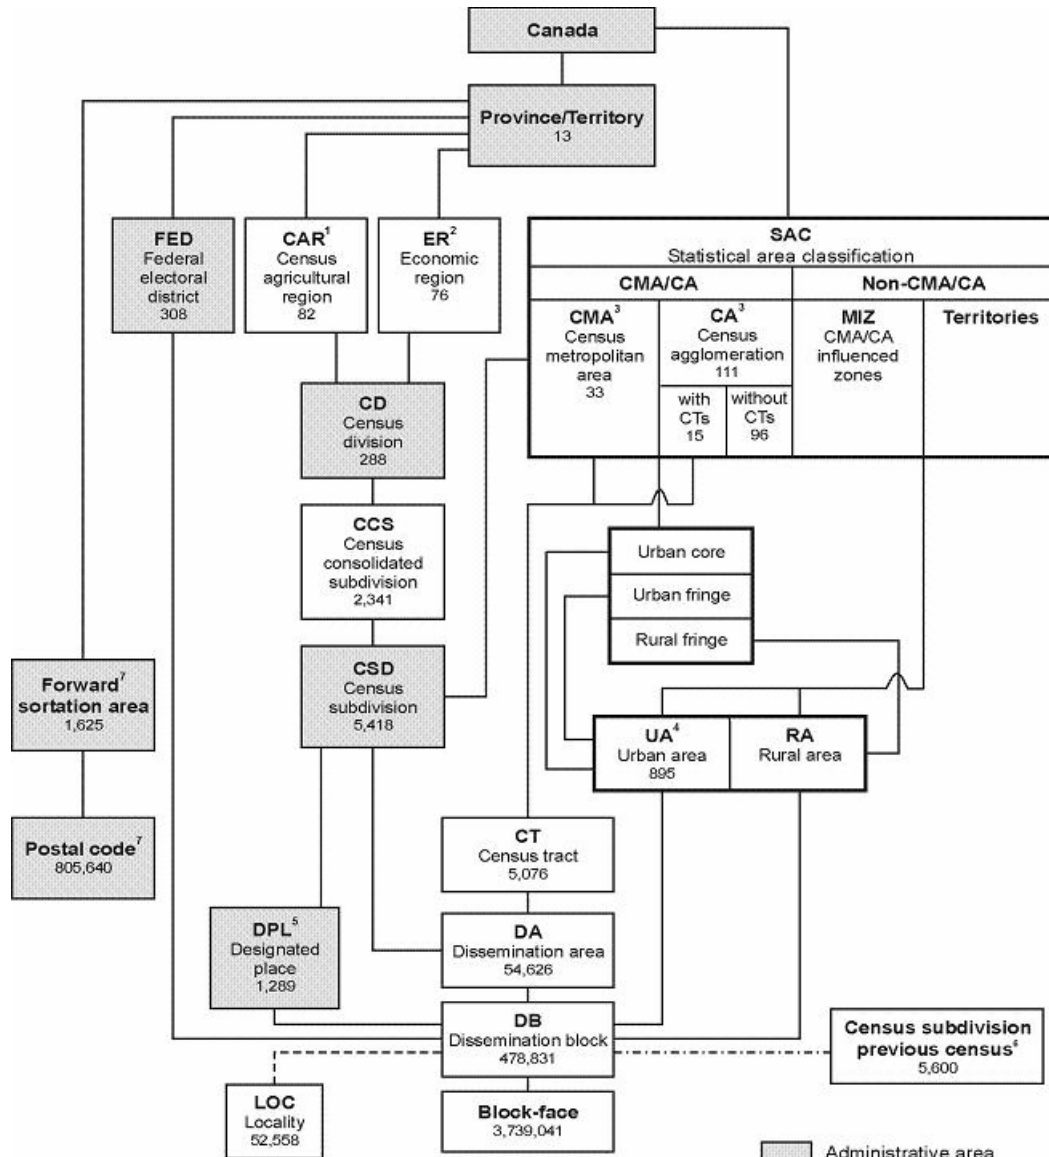 Canada
Province/Territory
13
FED
Federal
electoral
district
308
CAR1
Census
agricultural
region
82
ER2
Economic
region
76
SAC
Statistical area classification
CMA/CA
Non-CMA/CA
CMA3
Census
metropolitan
area
33
CA3
Census
agglomeration
111
with
CTs
15
without
CTs
96
MIZ
CMA/CA
influenced
zones
Territories
CD
Census
division
288
CCS
Census
consolidated
subdivision
2,341
Urban core
Urban fringe
Rural fringe
CSD
Census
subdivision
5,418
Forward7
sortation area
1,625
UA4
Urban area
895
RA
Rural area
Postal code7
805,640
CT
Census tract
5,076
DPL5
Designated
place
1,289
DA
Dissemination area
54,626
DB
Dissemination block
478,831
Census subdivision
previous census6
5,600
LOC
Locality
52,558
Block-face
3,739,041
Administrative area